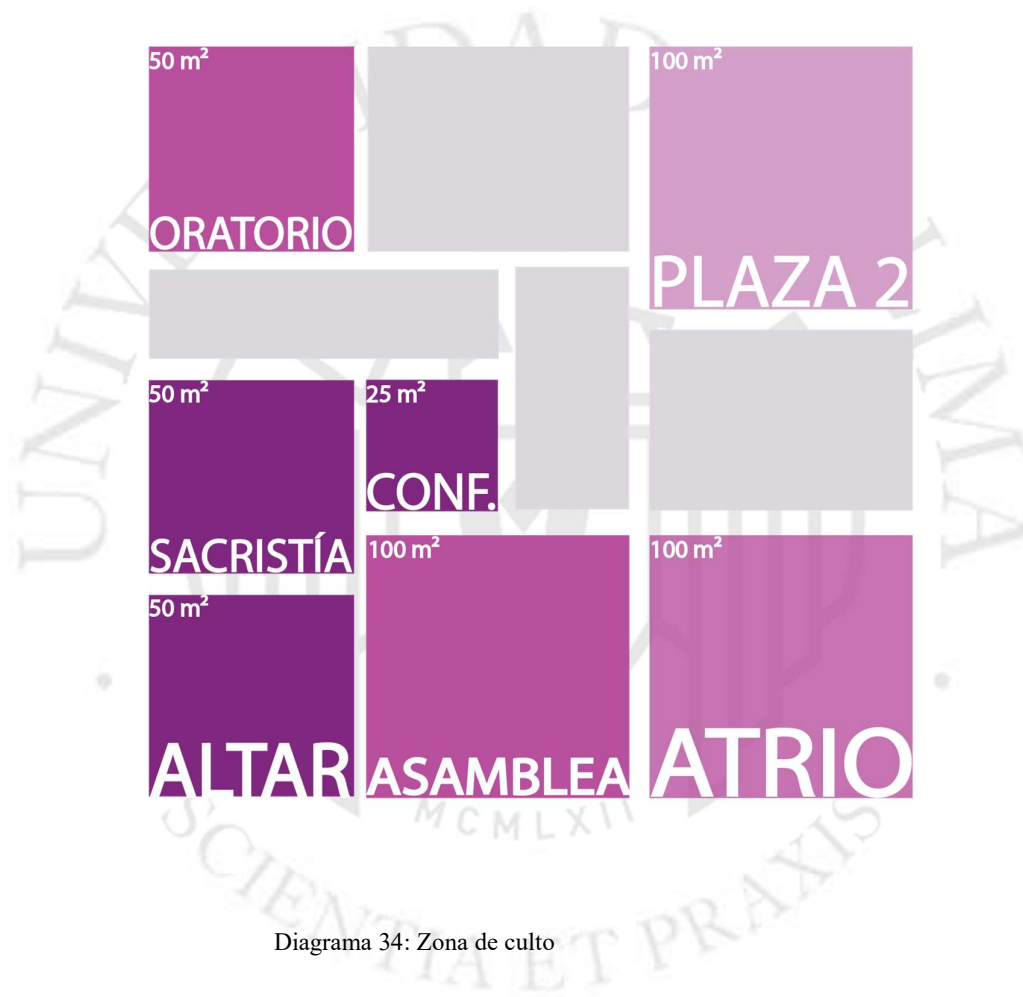 50 m²
ORATORIO
100 m²
PLAZA 2
50 m²
SACRISTÍA
25 m²
CONF.
50 m²
ALTAR
100 m²
ASAMBLEA
100 m²
ATRIO
MCMLXII
SCIENTIA ET PRAXIS
Diagrama 34: Zona de culto